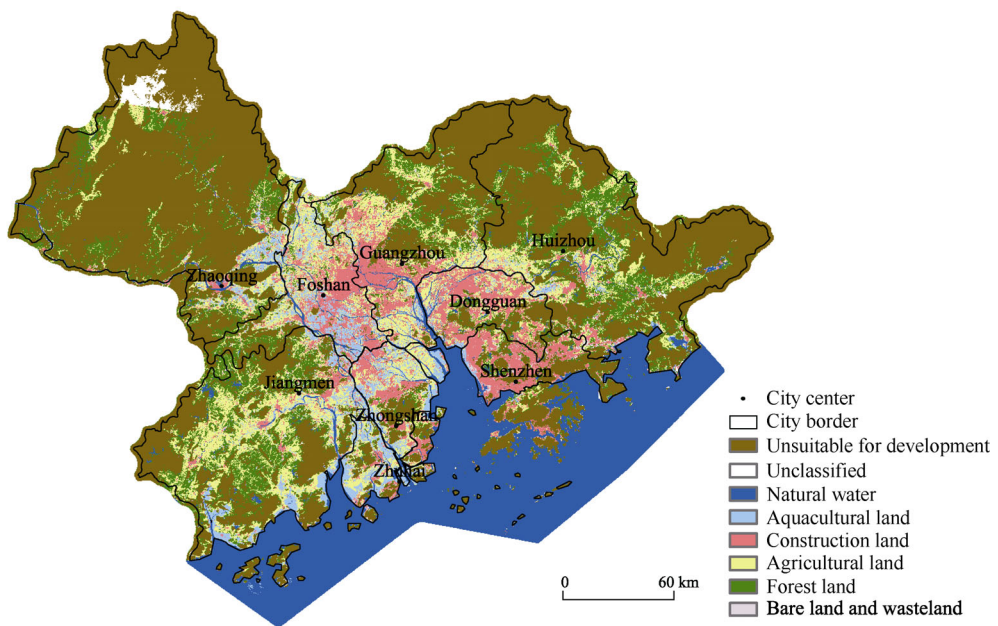 Guangzhou
Huizhou
Zhaoqing
Foshan
Dongguan
Shenzhen
Jiangmen
Zhongshan
Zhuhai
City center
City border
Unsuitable for development
Unclassified
Natural water
Aquacultural land
Construction land
Agricultural land
Forest land
Bare land and wasteland
0 60 km